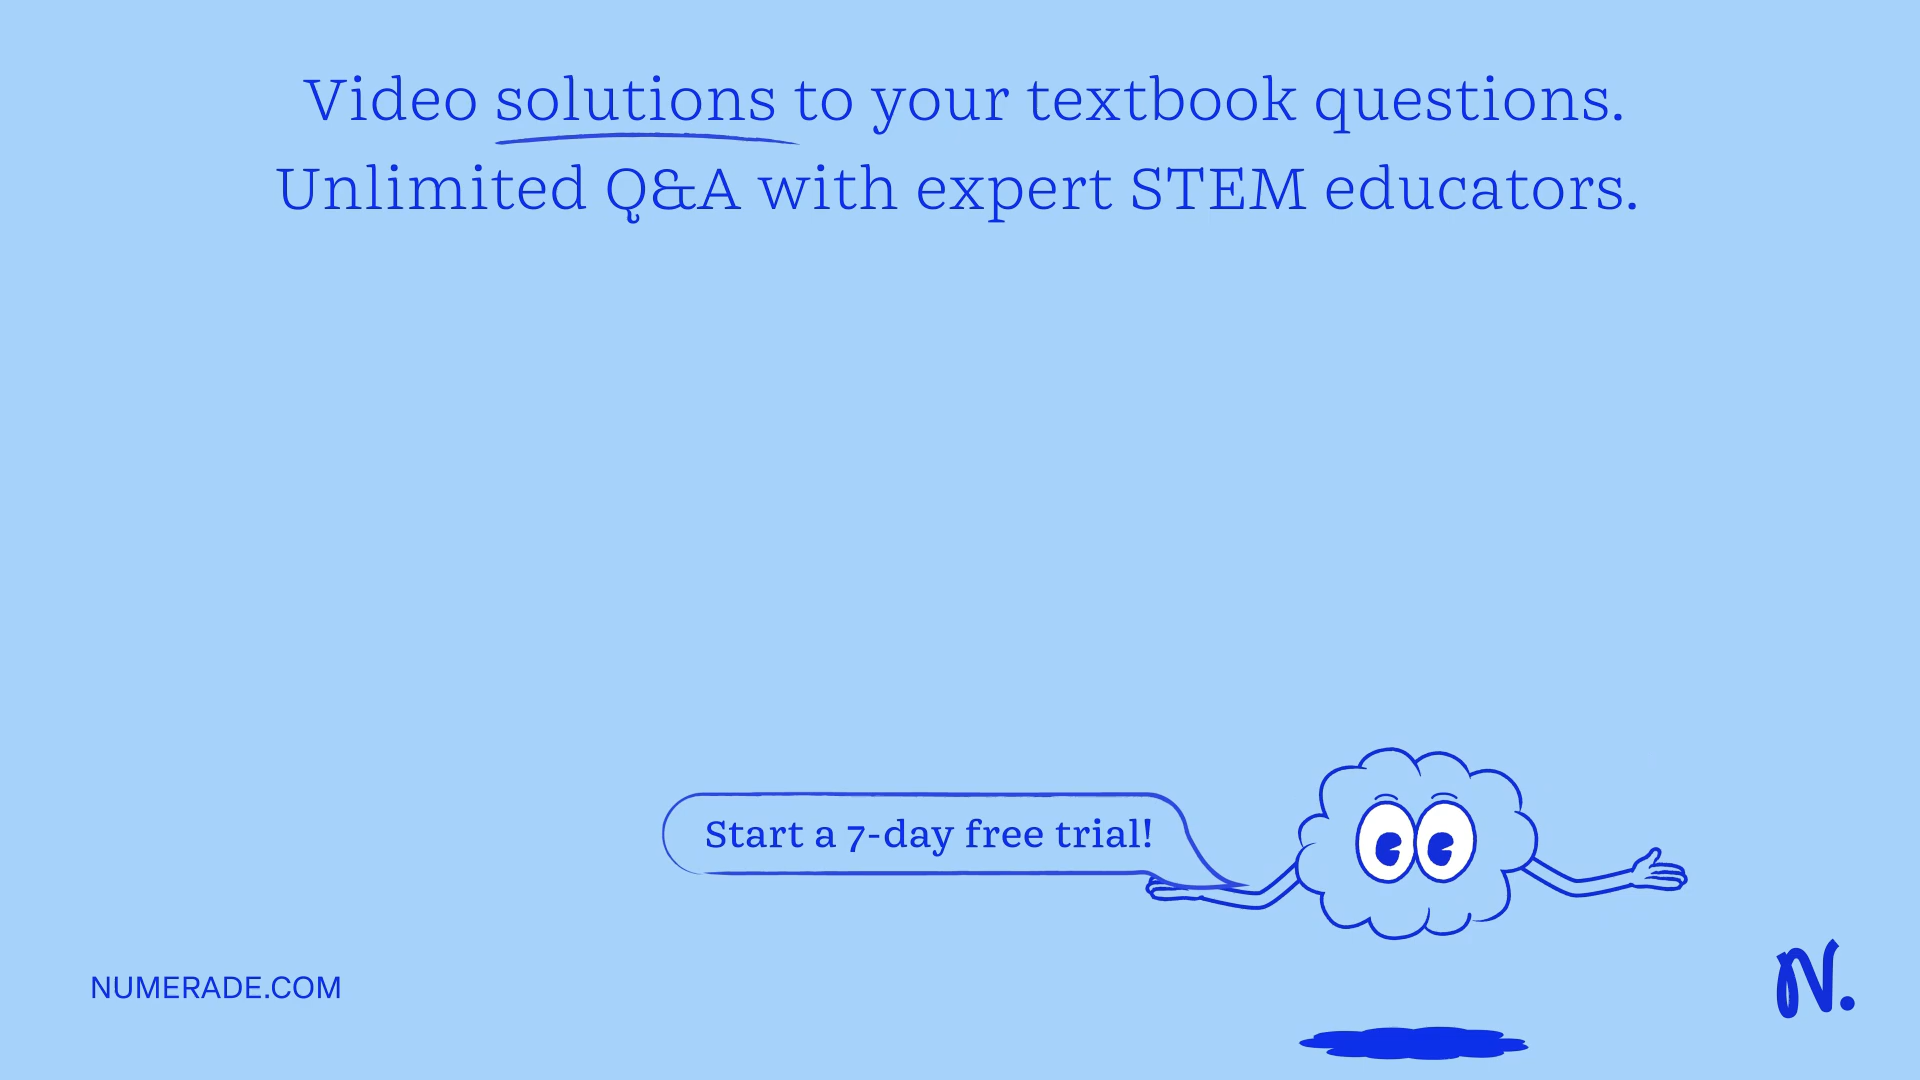 Video solutions to your textbook questions.
Unlimited Q&A with expert STEM educators.
Start a 7-day free trial!
NUMERADE.COM
N.